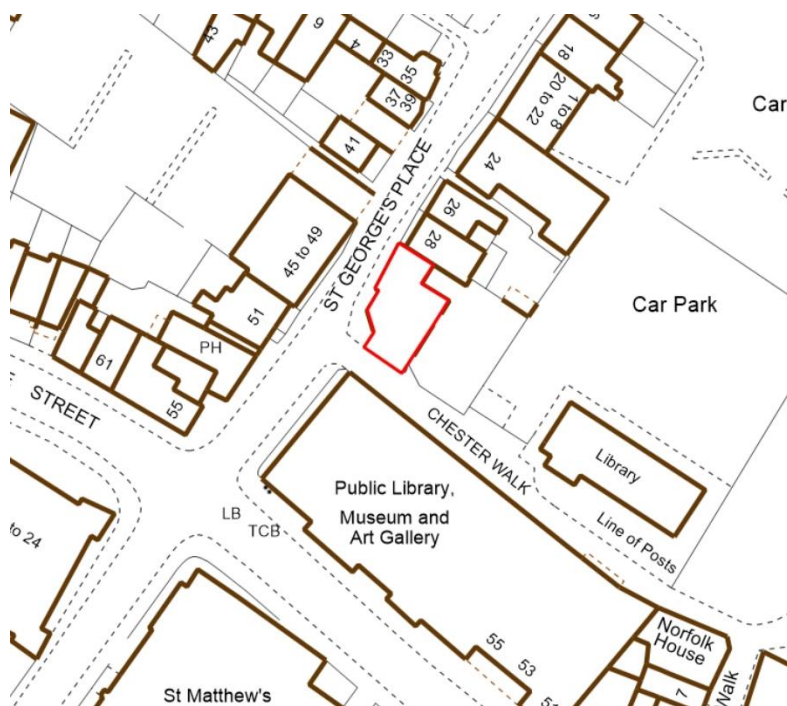 43
6
4
33
35
37
39
41
18
20 to 22
1 to 8
24
26
28
Car
ST GEORGE'S PLACE
45 to 49
51
PH
61
55
STREET
Car Park
CHESTER WALK
Library
Line of Posts
Public Library,
Museum and
Art Gallery
LB
TCB
to 24
55
53
Norfolk
House
7
Walk
St Matthew's